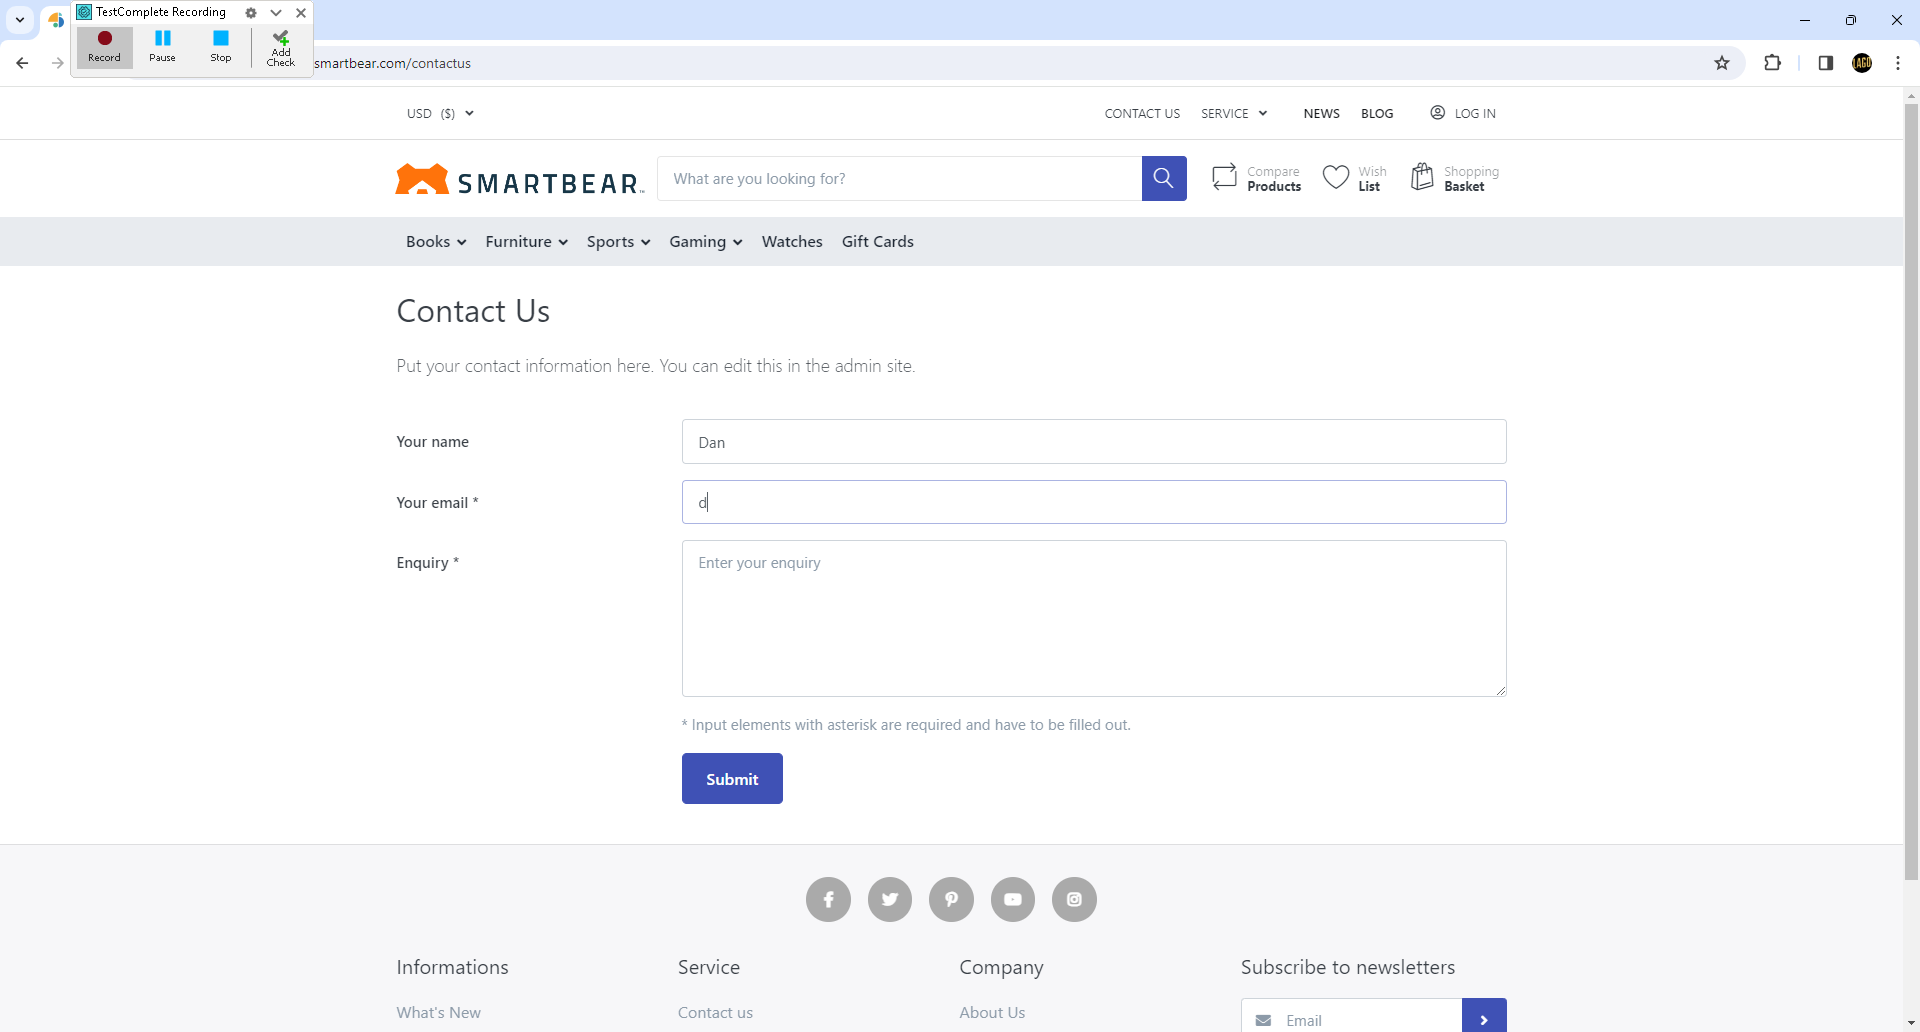 TestComplete Recording
Record
Pause
Stop
Add
Check
smartbear.com/contactus
USD ($)
CONTACT US
SERVICE
NEWS
BLOG
LOG IN
SMARTBEAR
What are you looking for?
Compare
Products
Wish
List
Shopping
Basket
Books
Furniture
Sports
Gaming
Watches
Gift Cards
Contact Us
Put your contact information here. You can edit this in the admin site.
Your name
Dan
Your email *
d
Enquiry *
Enter your enquiry
* Input elements with asterisk are required and have to be filled out.
Submit
Informations
Service
Company
Subscribe to newsletters
What's New
Contact us
About Us
Email